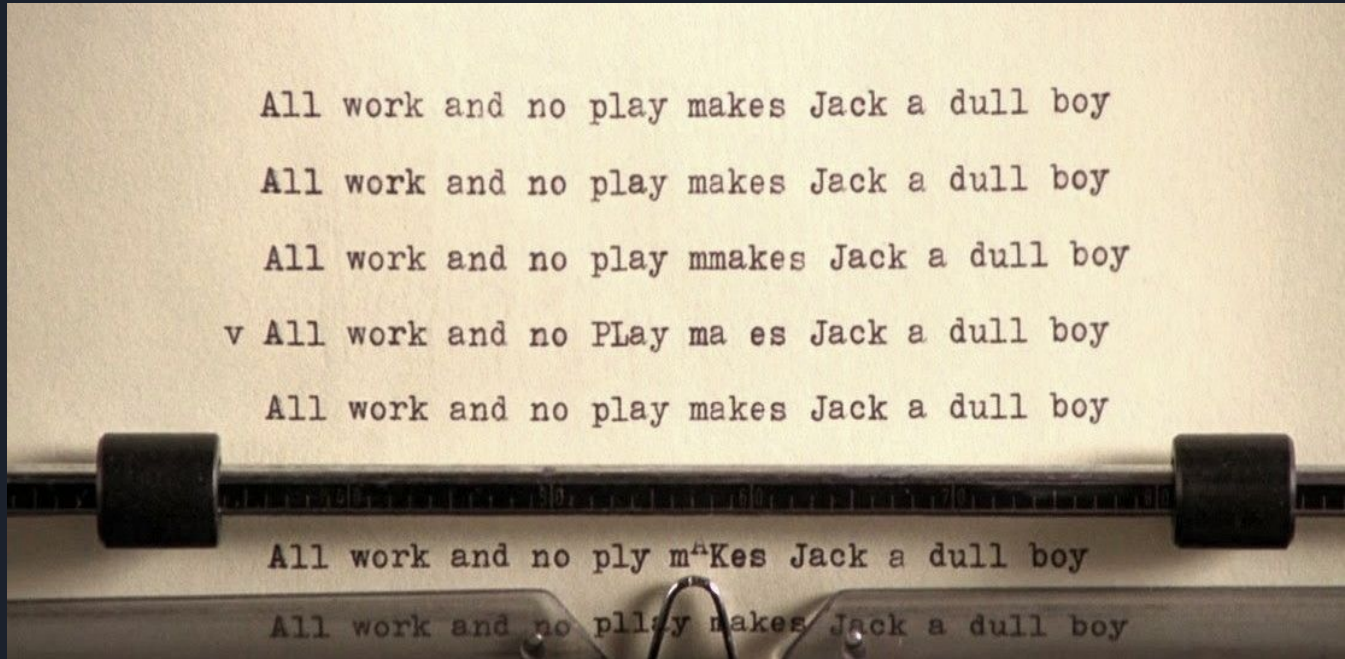 All work and no play makes Jack a dull boy
All work and no play makes Jack a dull boy
All work and no play mmakes Jack a dull boy
v All work and no PLay ma es Jack a dull boy
All work and no play makes Jack a dull boy
All work and no ply mAKes Jack a dull boy
All work and no pllay makes Jack a dull boy